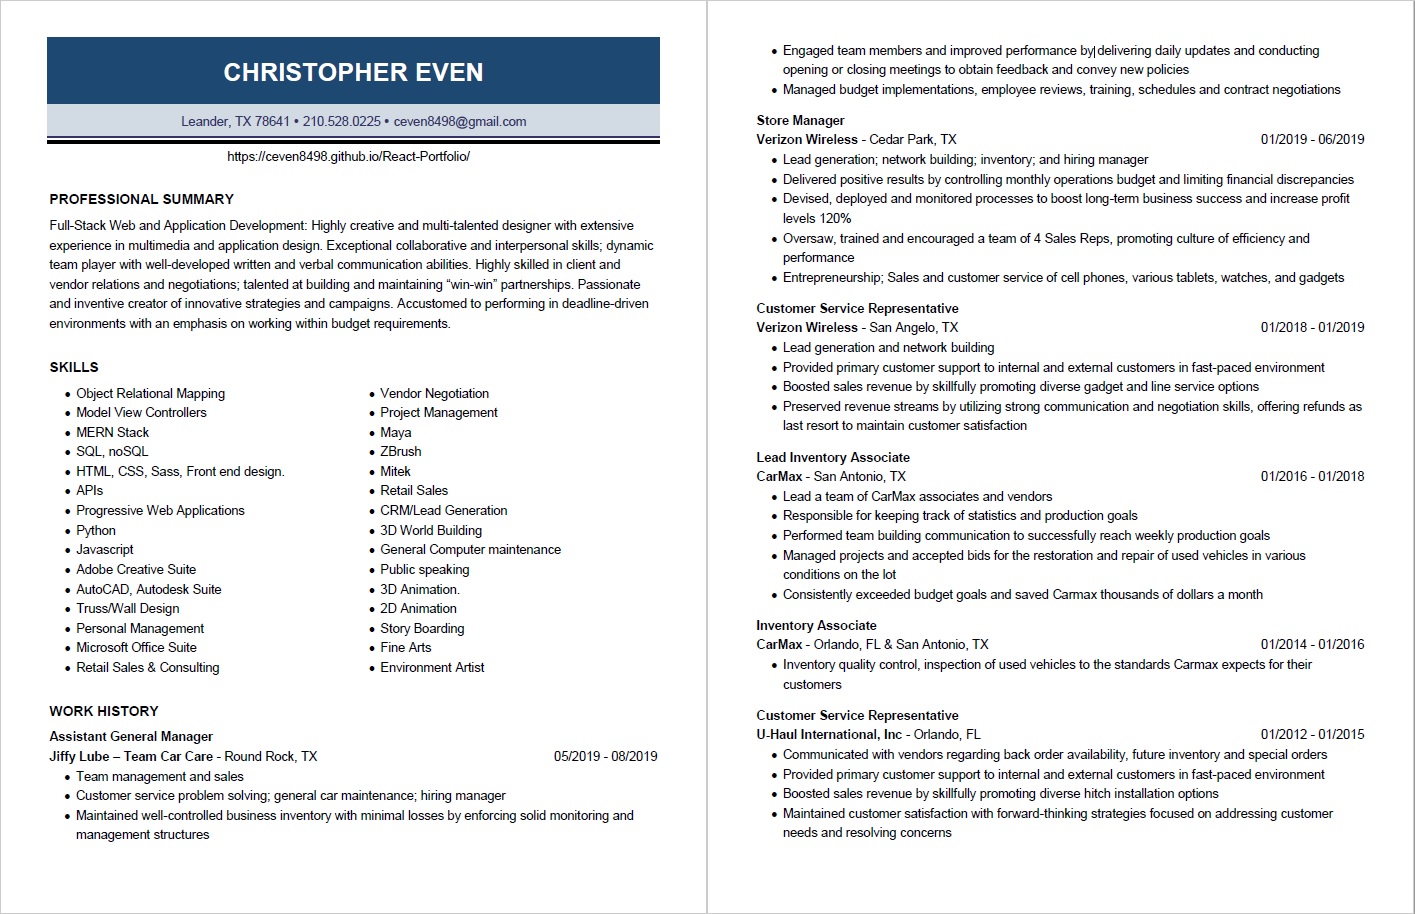 CHRISTOPHER EVEN
Leander, TX 78641 • 210.528.0225 • ceven8498@gmail.com
https://ceven8498.github.io/React-Portfolio/
PROFESSIONAL SUMMARY
Full-Stack Web and Application Development: Highly creative and multi-talented designer with extensive
experience in multimedia and application design. Exceptional collaborative and interpersonal skills; dynamic
team player with well-developed written and verbal communication abilities. Highly skilled in client and
vendor relations and negotiations; talented at building and maintaining “win-win” partnerships. Passionate
and inventive creator of innovative strategies and campaigns. Accustomed to performing in deadline-driven
environments with an emphasis on working within budget requirements.
SKILLS
• Object Relational Mapping
• Model View Controllers
• MERN Stack
• SQL, noSQL
• HTML, CSS, Sass, Front end design.
• APIs
• Progressive Web Applications
• Python
• Javascript
• Adobe Creative Suite
• AutoCAD, Autodesk Suite
• Truss/Wall Design
• Personal Management
• Microsoft Office Suite
• Retail Sales & Consulting
• Vendor Negotiation
• Project Management
• Maya
• ZBrush
• Mitek
• Retail Sales
• CRM/Lead Generation
• 3D World Building
• General Computer maintenance
• Public speaking
• 3D Animation.
• 2D Animation
• Story Boarding
• Fine Arts
• Environment Artist
WORK HISTORY
Assistant General Manager
Jiffy Lube – Team Car Care - Round Rock, TX 05/2019 - 08/2019
• Team management and sales
• Customer service problem solving; general car maintenance; hiring manager
• Maintained well-controlled business inventory with minimal losses by enforcing solid monitoring and
management structures
• Engaged team members and improved performance by delivering daily updates and conducting
opening or closing meetings to obtain feedback and convey new policies
• Managed budget implementations, employee reviews, training, schedules and contract negotiations
Store Manager
Verizon Wireless - Cedar Park, TX 01/2019 - 06/2019
• Lead generation; network building; inventory; and hiring manager
• Delivered positive results by controlling monthly operations budget and limiting financial discrepancies
• Devised, deployed and monitored processes to boost long-term business success and increase profit
levels 120%
• Oversaw, trained and encouraged a team of 4 Sales Reps, promoting culture of efficiency and
performance
• Entrepreneurship; Sales and customer service of cell phones, various tablets, watches, and gadgets
Customer Service Representative
Verizon Wireless - San Angelo, TX 01/2018 - 01/2019
• Lead generation and network building
• Provided primary customer support to internal and external customers in fast-paced environment
• Boosted sales revenue by skillfully promoting diverse gadget and line service options
• Preserved revenue streams by utilizing strong communication and negotiation skills, offering refunds as
last resort to maintain customer satisfaction
Lead Inventory Associate
CarMax - San Antonio, TX 01/2016 - 01/2018
• Lead a team of CarMax associates and vendors
• Responsible for keeping track of statistics and production goals
• Performed team building communication to successfully reach weekly production goals
• Managed projects and accepted bids for the restoration and repair of used vehicles in various
conditions on the lot
• Consistently exceeded budget goals and saved Carmax thousands of dollars a month
Inventory Associate
CarMax - Orlando, FL & San Antonio, TX 01/2014 - 01/2016
• Inventory quality control, inspection of used vehicles to the standards Carmax expects for their
customers
Customer Service Representative
U-Haul International, Inc - Orlando, FL 01/2012 - 01/2015
• Communicated with vendors regarding back order availability, future inventory and special orders
• Provided primary customer support to internal and external customers in fast-paced environment
• Boosted sales revenue by skillfully promoting diverse hitch installation options
• Maintained customer satisfaction with forward-thinking strategies focused on addressing customer
needs and resolving concerns